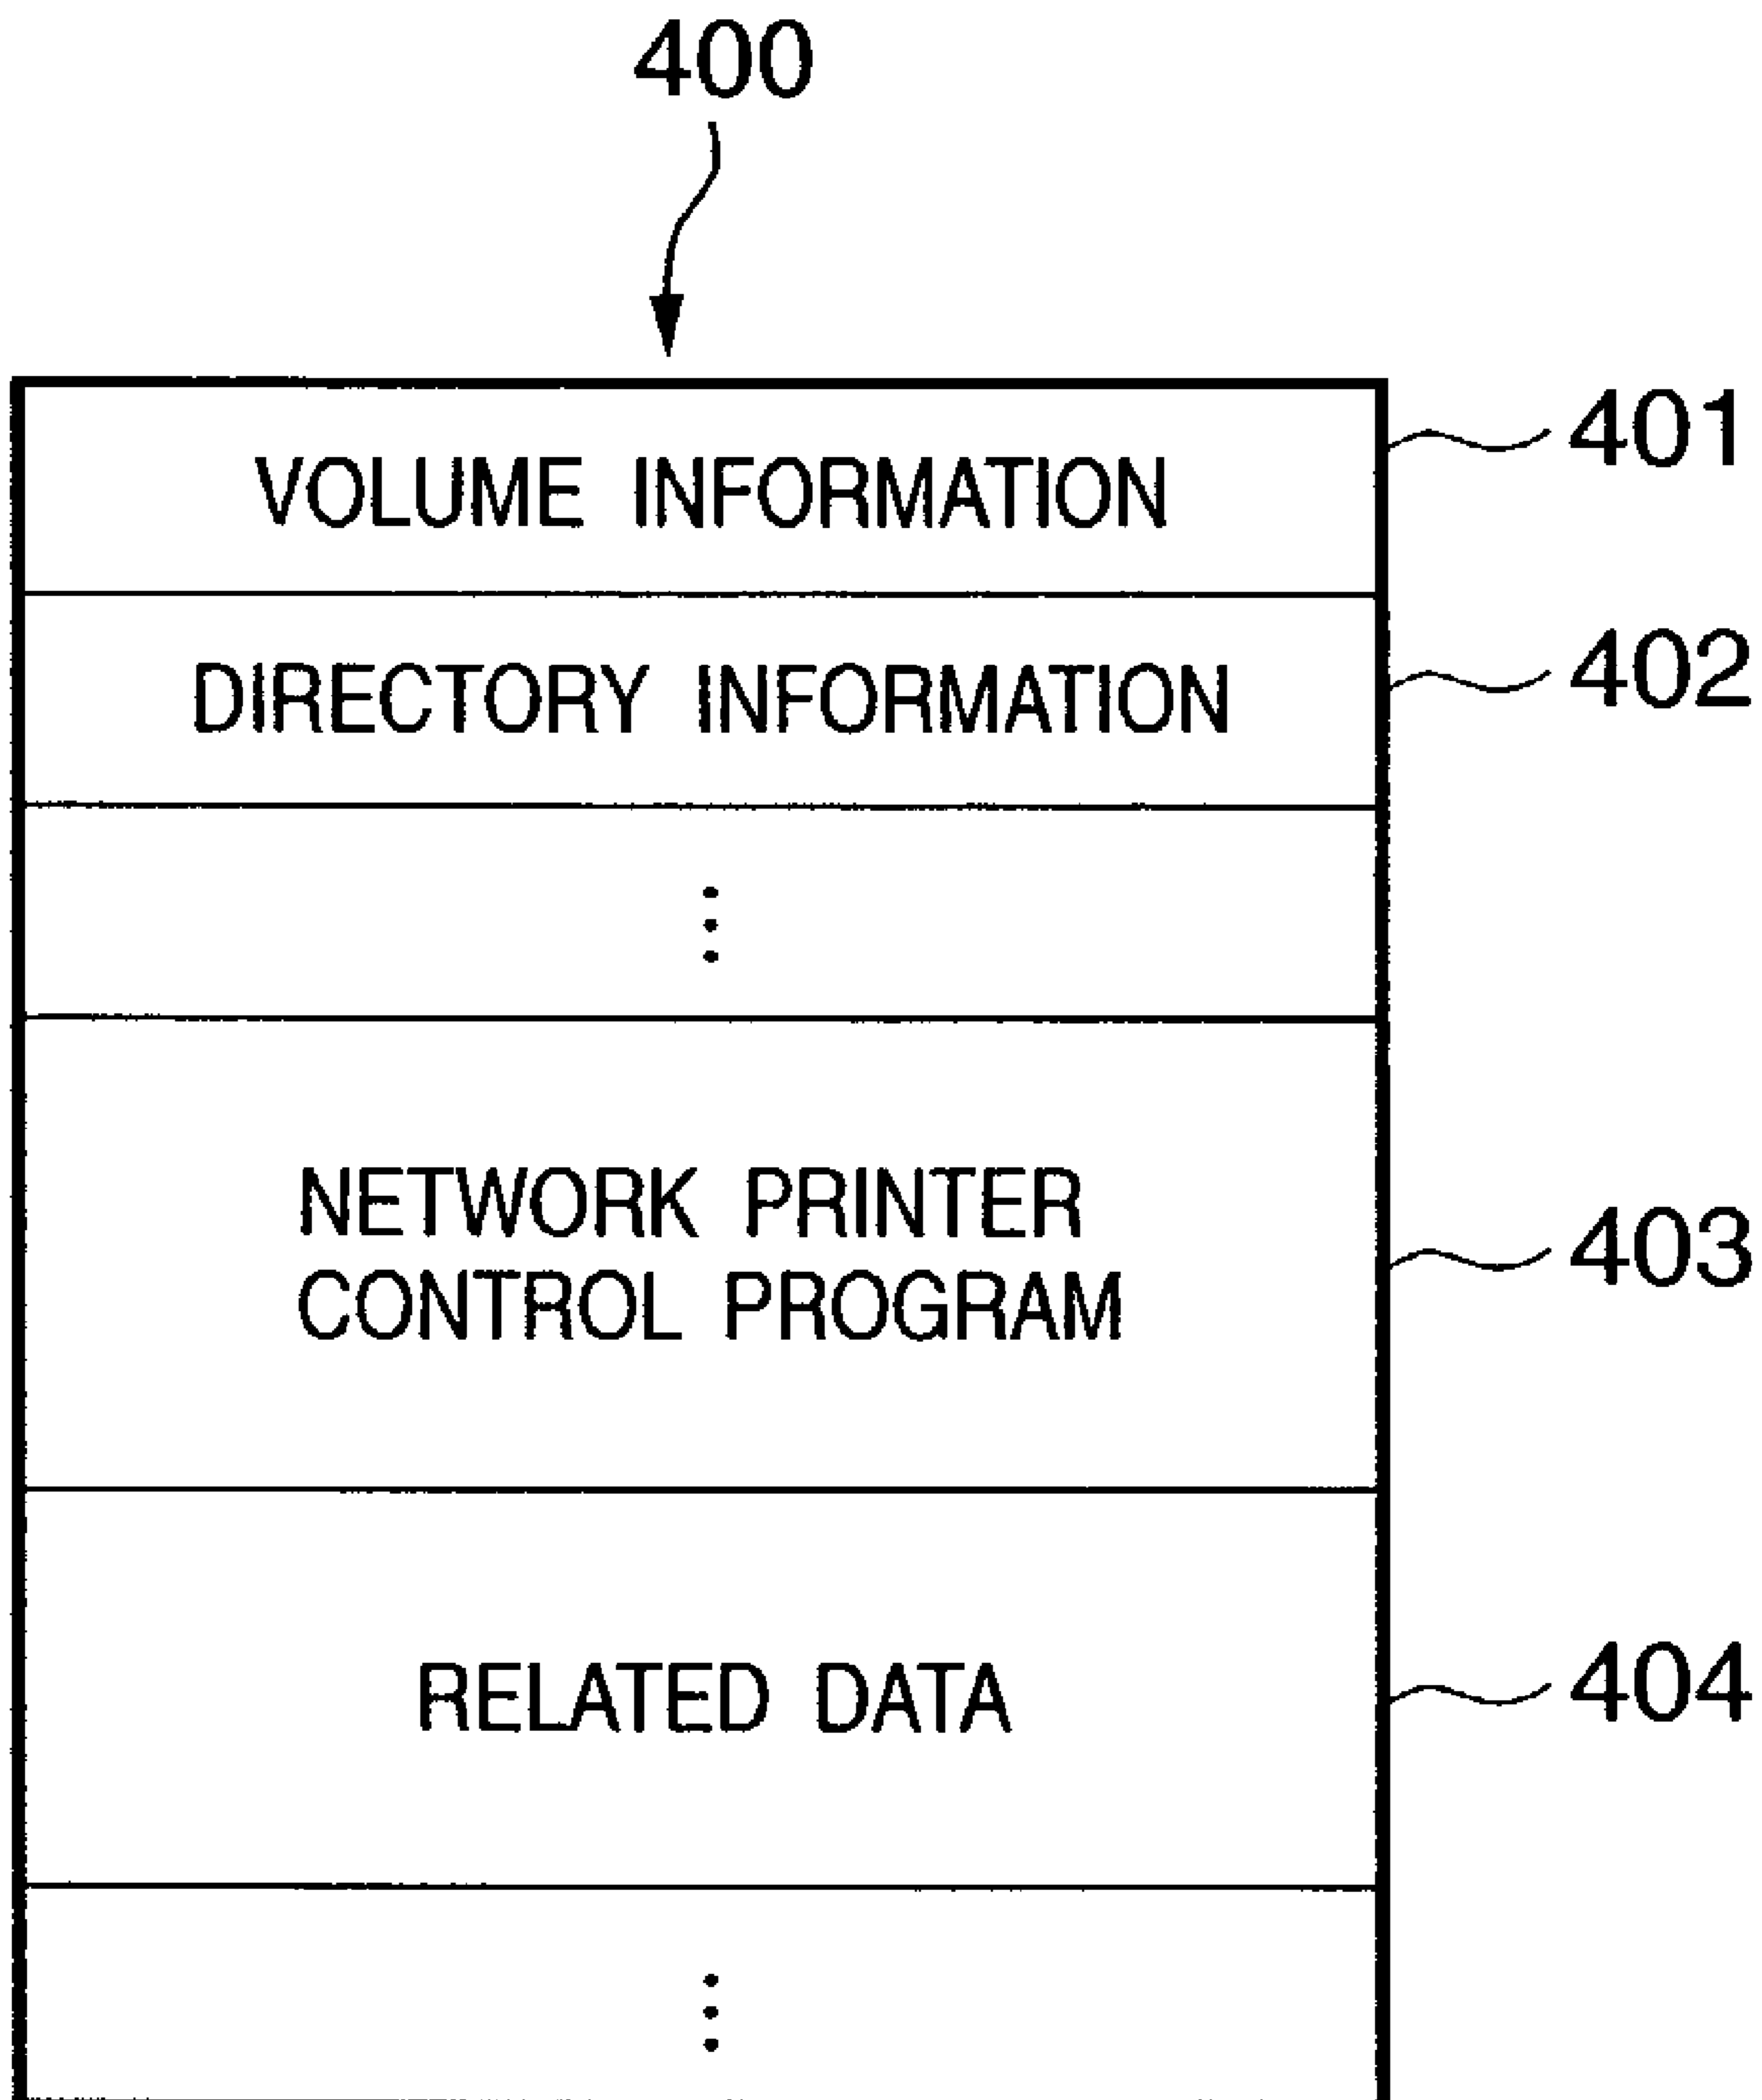 400
VOLUME INFORMATION
401
DIRECTORY INFORMATION
402
NETWORK PRINTER
CONTROL PROGRAM
403
RELATED DATA
404